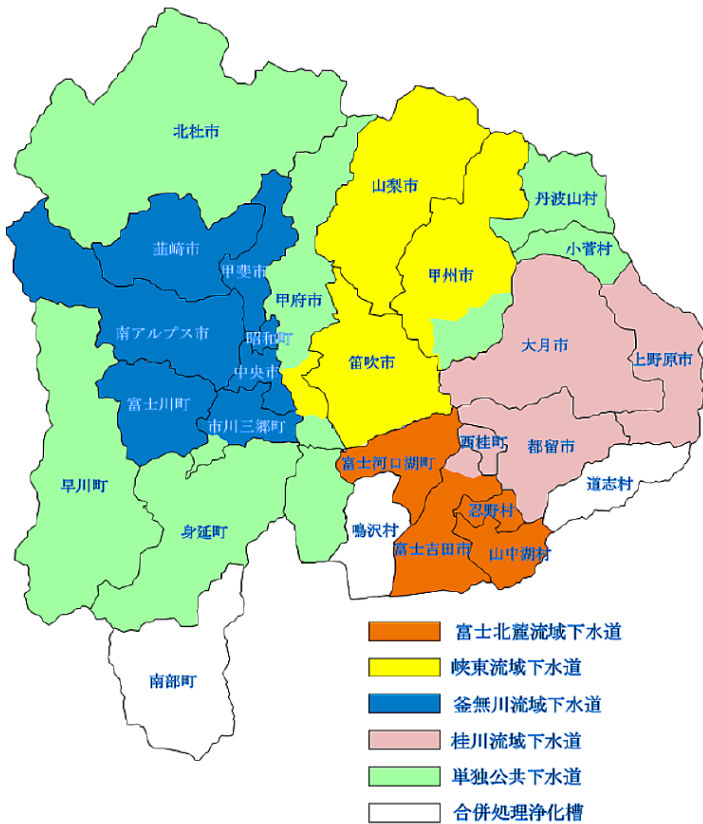 北杜市
山梨市
丹波山村
韮崎市
小菅村
甲斐市
甲州市
甲府市
南アルプス市
昭和町
大月市
上野原市
笛吹市
中央市
富士川町
市川三郷町
西桂町
都留市
富士河口湖町
早川町
道志村
忍野村
身延町
鳴沢村
富士吉田市
山中湖村
南部町
富士北麓流域下水道
峡東流域下水道
釜無川流域下水道
桂川流域下水道
単独公共下水道
合併処理浄化槽